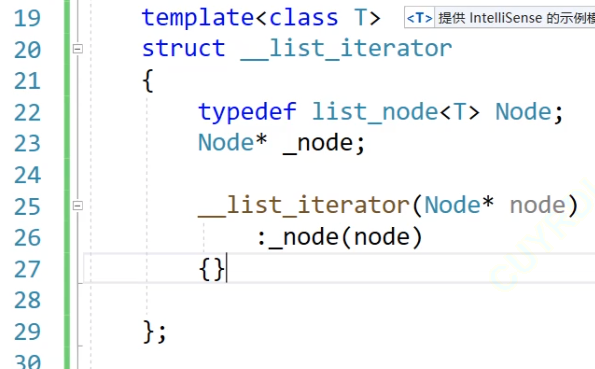 19 template<class T> <T> 提供 IntelliSense 的示例模
20 struct __list_iterator
21 {
22 typedef list_node<T> Node;
23 Node* _node;
24
25 __list_iterator(Node* node)
26 :_node(node)
27 {}
28
29 };
30